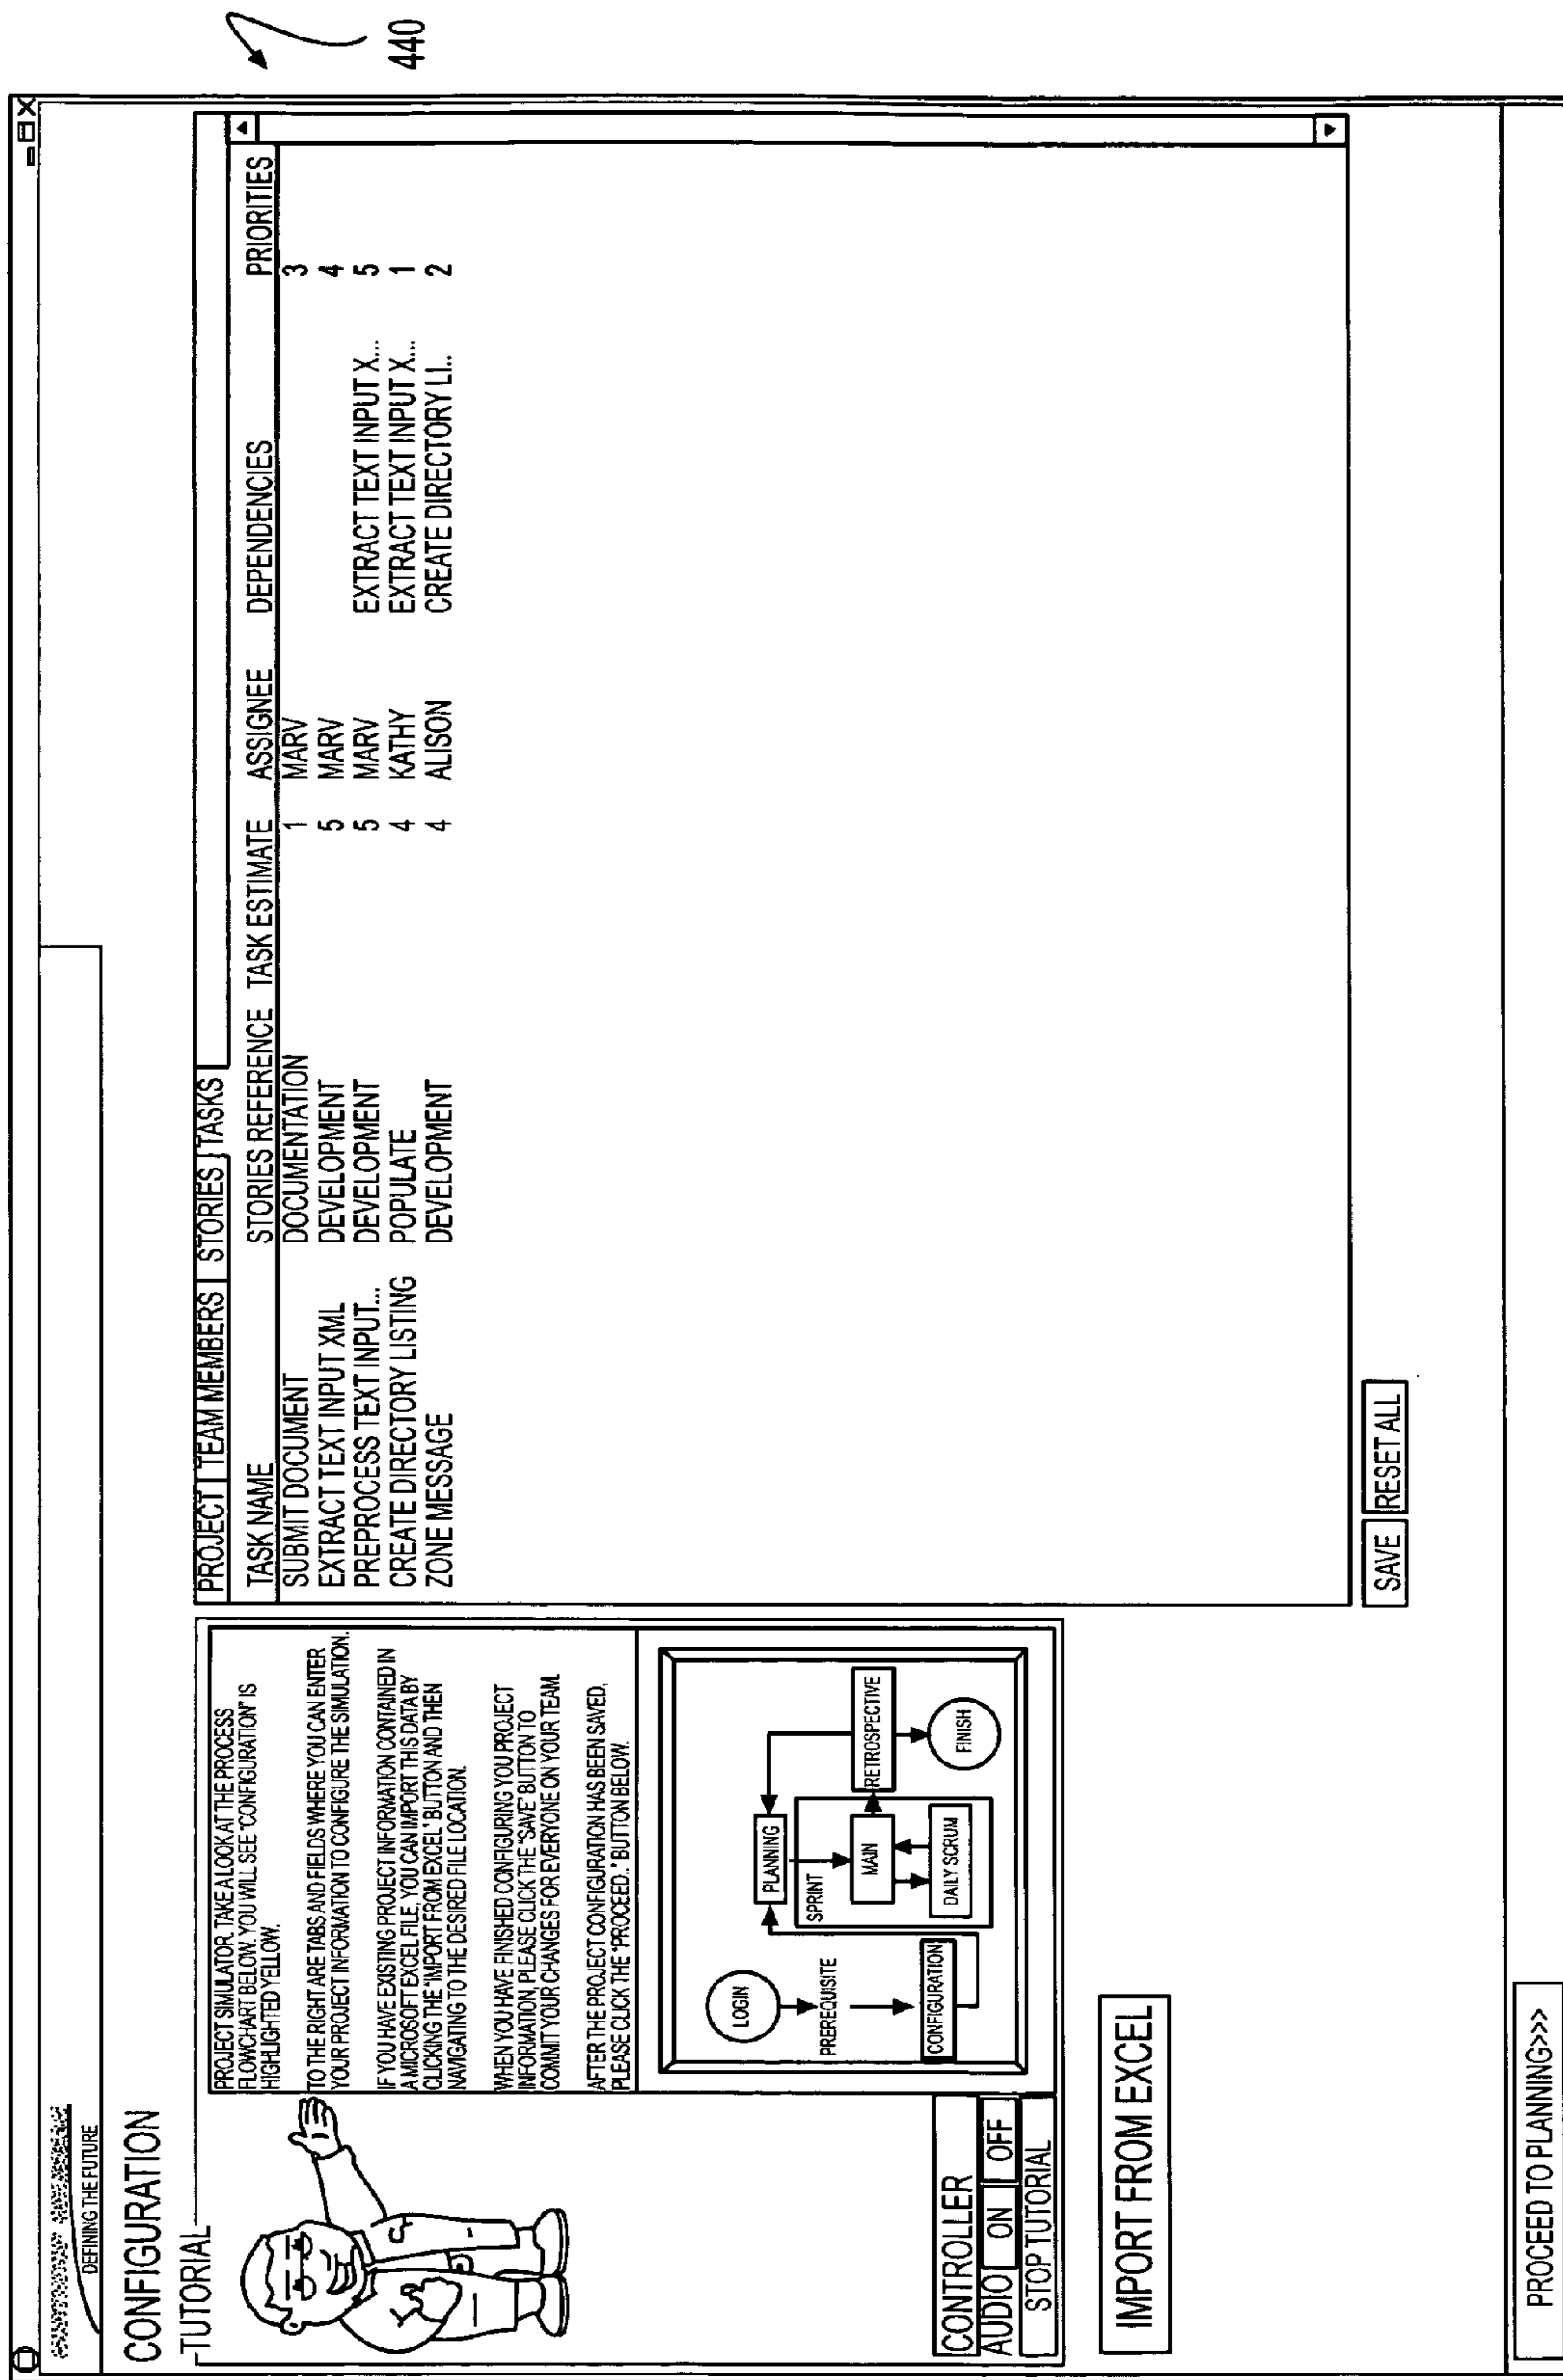 440
DEFINING THE FUTURE
CONFIGURATION
TUTORIAL
PROJECT SIMULATOR. TAKE A LOOK AT THE PROCESS
FLOWCHART BELOW. YOU WILL SEE "CONFIGURATION" IS
HIGHLIGHTED YELLOW.
TO THE RIGHT ARE TABS AND FIELDS WHERE YOU CAN ENTER
YOUR PROJECT INFORMATION TO CONFIGURE THE SIMULATION.
IF YOU HAVE EXISTING PROJECT INFORMATION CONTAINED IN
A MICROSOFT EXCEL FILE, YOU CAN IMPORT THIS DATA BY
CLICKING THE "IMPORT FROM EXCEL" BUTTON AND THEN
NAVIGATING TO THE DESIRED FILE LOCATION.
WHEN YOU HAVE FINISHED CONFIGURING YOU PROJECT
INFORMATION, PLEASE CLICK THE "SAVE" BUTTON TO
COMMIT YOUR CHANGES FOR EVERYONE ON YOUR TEAM.
AFTER THE PROJECT CONFIGURATION HAS BEEN SAVED,
PLEASE CLICK THE "PROCEED.." BUTTON BELOW.
LOGIN
PREREQUISITE
CONFIGURATION
PLANNING
SPRINT
MAIN
DAILY SCRUM
RETROSPECTIVE
FINISH
CONTROLLER
AUDIO ON OFF
STOP TUTORIAL
IMPORT FROM EXCEL
PROJECT TEAM MEMBERS STORIES TASKS
TASK NAME STORIES REFERENCE TASK ESTIMATE ASSIGNEE DEPENDENCIES PRIORITIES
SUBMIT DOCUMENT DOCUMENTATION 1 MARV 3
EXTRACT TEXT INPUT XML DEVELOPMENT 5 MARV 4
PREPROCESS TEXT INPUT... DEVELOPMENT 5 MARV EXTRACT TEXT INPUT X... 5
CREATE DIRECTORY LISTING POPULATE 4 KATHY EXTRACT TEXT INPUT X... 1
ZONE MESSAGE DEVELOPMENT 4 ALISON CREATE DIRECTORY LI... 2
SAVE RESET ALL
PROCEED TO PLANNING>>>